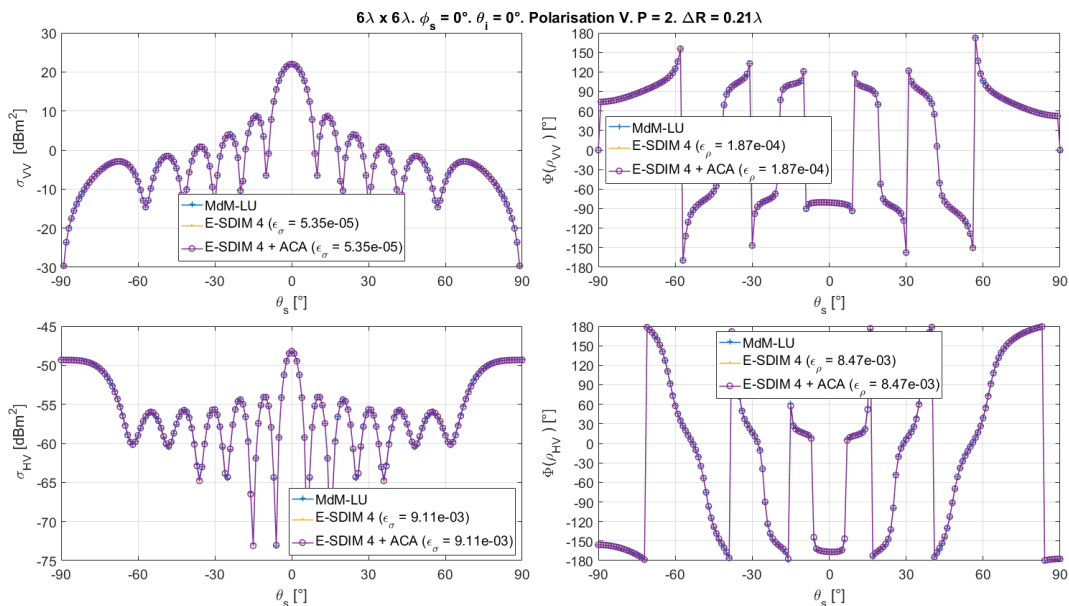 6λ x 6λ. ϕs = 0°. θi = 0°. Polarisation V. P = 2. ΔR = 0.21λ
30
20
10
0
-10
-20
-30
σVV [dBm2]
MdM-LU
E-SDIM 4 (ϵσ = 5.35e-05)
E-SDIM 4 + ACA (ϵσ = 5.35e-05)
-90 -60 -30 0 30 60 90
θs [°]
180
150
120
90
60
30
0
-30
-60
-90
-120
-150
-180
Φ(ρVV) [°]
MdM-LU
E-SDIM 4 (ϵρ = 1.87e-04)
E-SDIM 4 + ACA (ϵρ = 1.87e-04)
-90 -60 -30 0 30 60 90
θs [°]
-45
-50
-55
-60
-65
-70
-75
σHV [dBm2]
MdM-LU
E-SDIM 4 (ϵσ = 9.11e-03)
E-SDIM 4 + ACA (ϵσ = 9.11e-03)
-90 -60 -30 0 30 60 90
θs [°]
180
150
120
90
60
30
0
-30
-60
-90
-120
-150
-180
Φ(ρHV) [°]
MdM-LU
E-SDIM 4 (ϵρ = 8.47e-03)
E-SDIM 4 + ACA (ϵρ = 8.47e-03)
-90 -60 -30 0 30 60 90
θs [°]